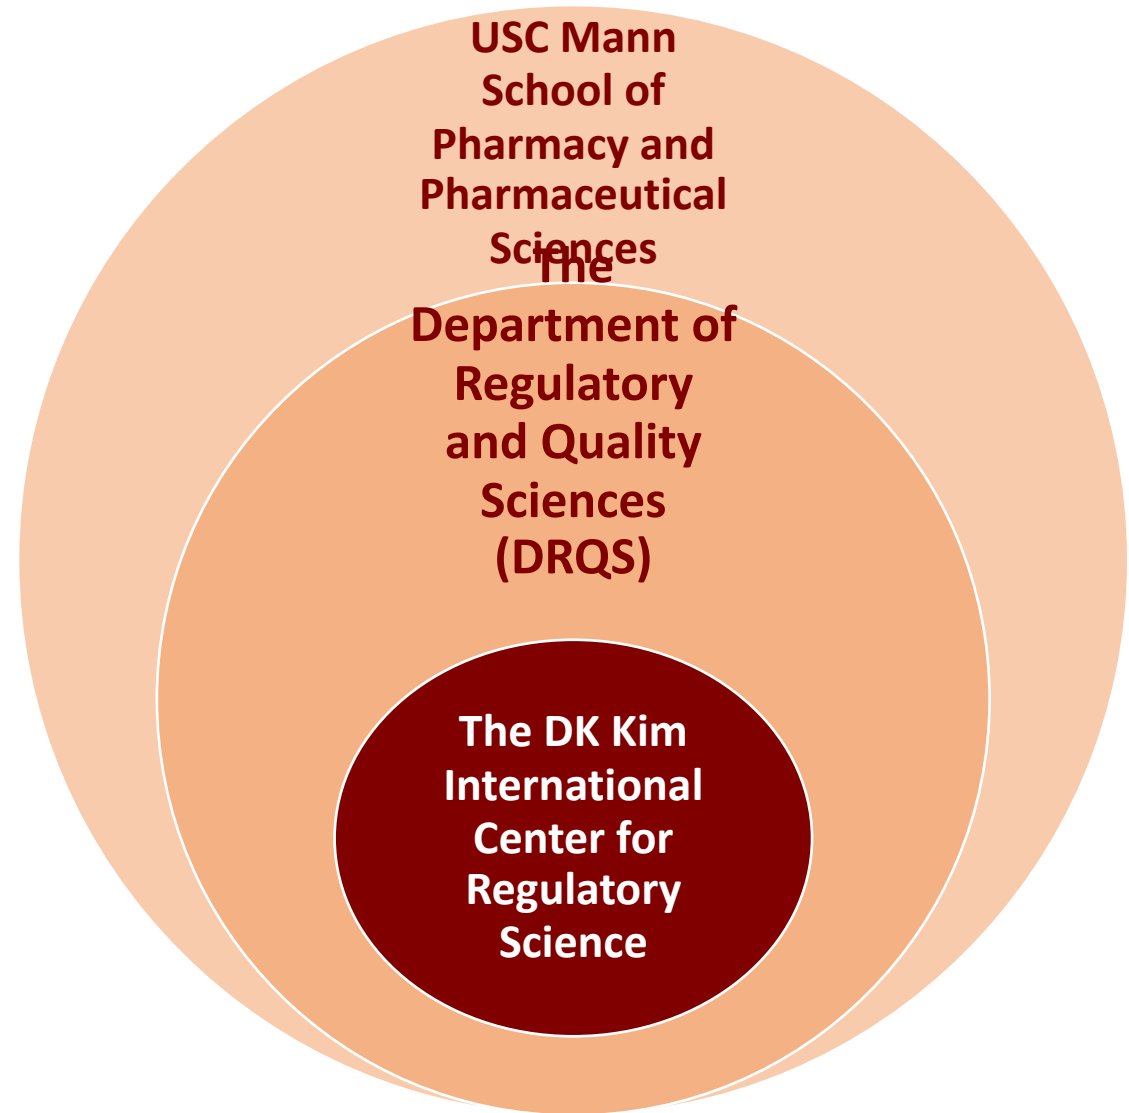 USC Mann
School of
Pharmacy and
Pharmaceutical
Sciences
The
Department of
Regulatory
and Quality
Sciences
(DRQS)
The DK Kim
International
Center for
Regulatory
Science